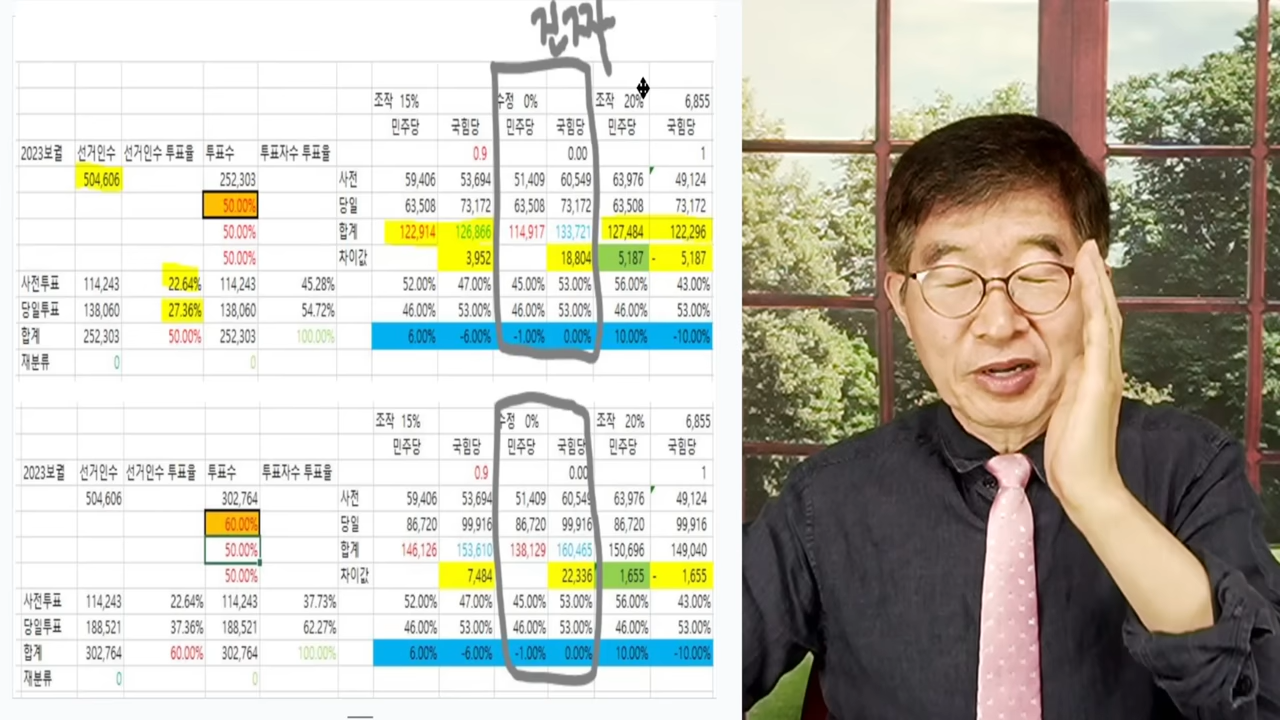 진짜
조작 15% 수정 0% 조작 20% 6,855
민주당 국힘당 민주당 국힘당 민주당 국힘당
2023보궐 선거인수 선거인수 투표율 투표수 투표자수 투표율 0.9 0.00 1
504,606 252,303 사전 59,406 53,694 51,409 60,549 63,976 49,124
50.00% 당일 63,508 73,172 63,508 73,172 63,508 73,172
50.00% 합계 122,914 126,866 114,917 133,721 127,484 122,296
50.00% 차이값 3,952 18,804 5,187 - 5,187
사전투표 114,243 22.64% 114,243 45.28% 52.00% 47.00% 45.00% 53.00% 56.00% 43.00%
당일투표 138,060 27.36% 138,060 54.72% 46.00% 53.00% 46.00% 53.00% 46.00% 53.00%
합계 252,303 50.00% 252,303 100.00% 6.00% -6.00% -1.00% 0.00% 10.00% -10.00%
재분류 0 0
조작 15% 수정 0% 조작 20% 6,855
민주당 국힘당 민주당 국힘당 민주당 국힘당
2023보궐 선거인수 선거인수 투표율 투표수 투표자수 투표율 0.9 0.00 1
504,606 302,764 사전 59,406 53,694 51,409 60,549 63,976 49,124
60.00% 당일 86,720 99,916 86,720 99,916 86,720 99,916
50.00% 합계 146,126 153,610 138,129 160,465 150,696 149,040
50.00% 차이값 7,484 22,336 1,655 - 1,655
사전투표 114,243 22.64% 114,243 37.73% 52.00% 47.00% 45.00% 53.00% 56.00% 43.00%
당일투표 188,521 37.36% 188,521 62.27% 46.00% 53.00% 46.00% 53.00% 46.00% 53.00%
합계 302,764 60.00% 302,764 100.00% 6.00% -6.00% -1.00% 0.00% 10.00% -10.00%
재분류 0 0